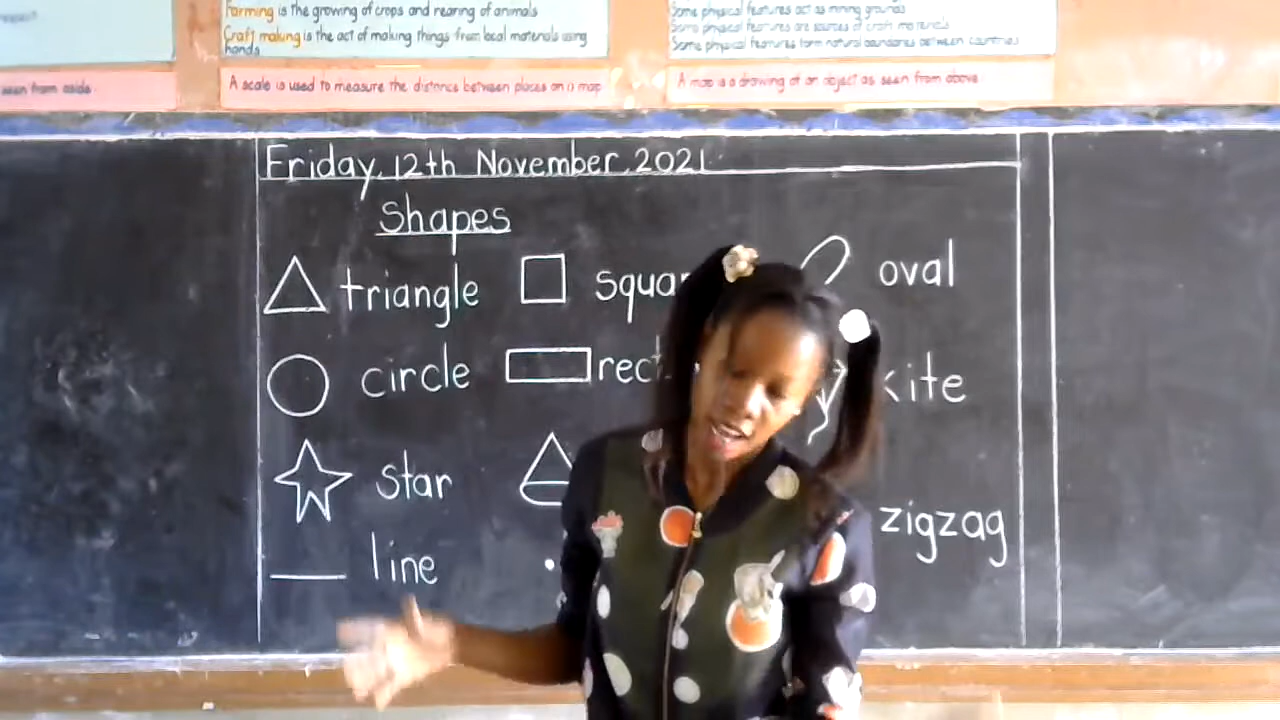 Farming is the growing of crops and rearing of animals
Craft making is the act of making things from local materials using
hands
Some physical features act as mining grounds
Some physical features are sources of craft materials
Some physical features form natural boundaries between countries
seen from aside
A scale is used to measure the distance between places on a map
A map is a drawing of an object as seen from above
Friday, 12th November, 2021
Shapes
triangle squar oval
circle rect kite
star zigzag
line